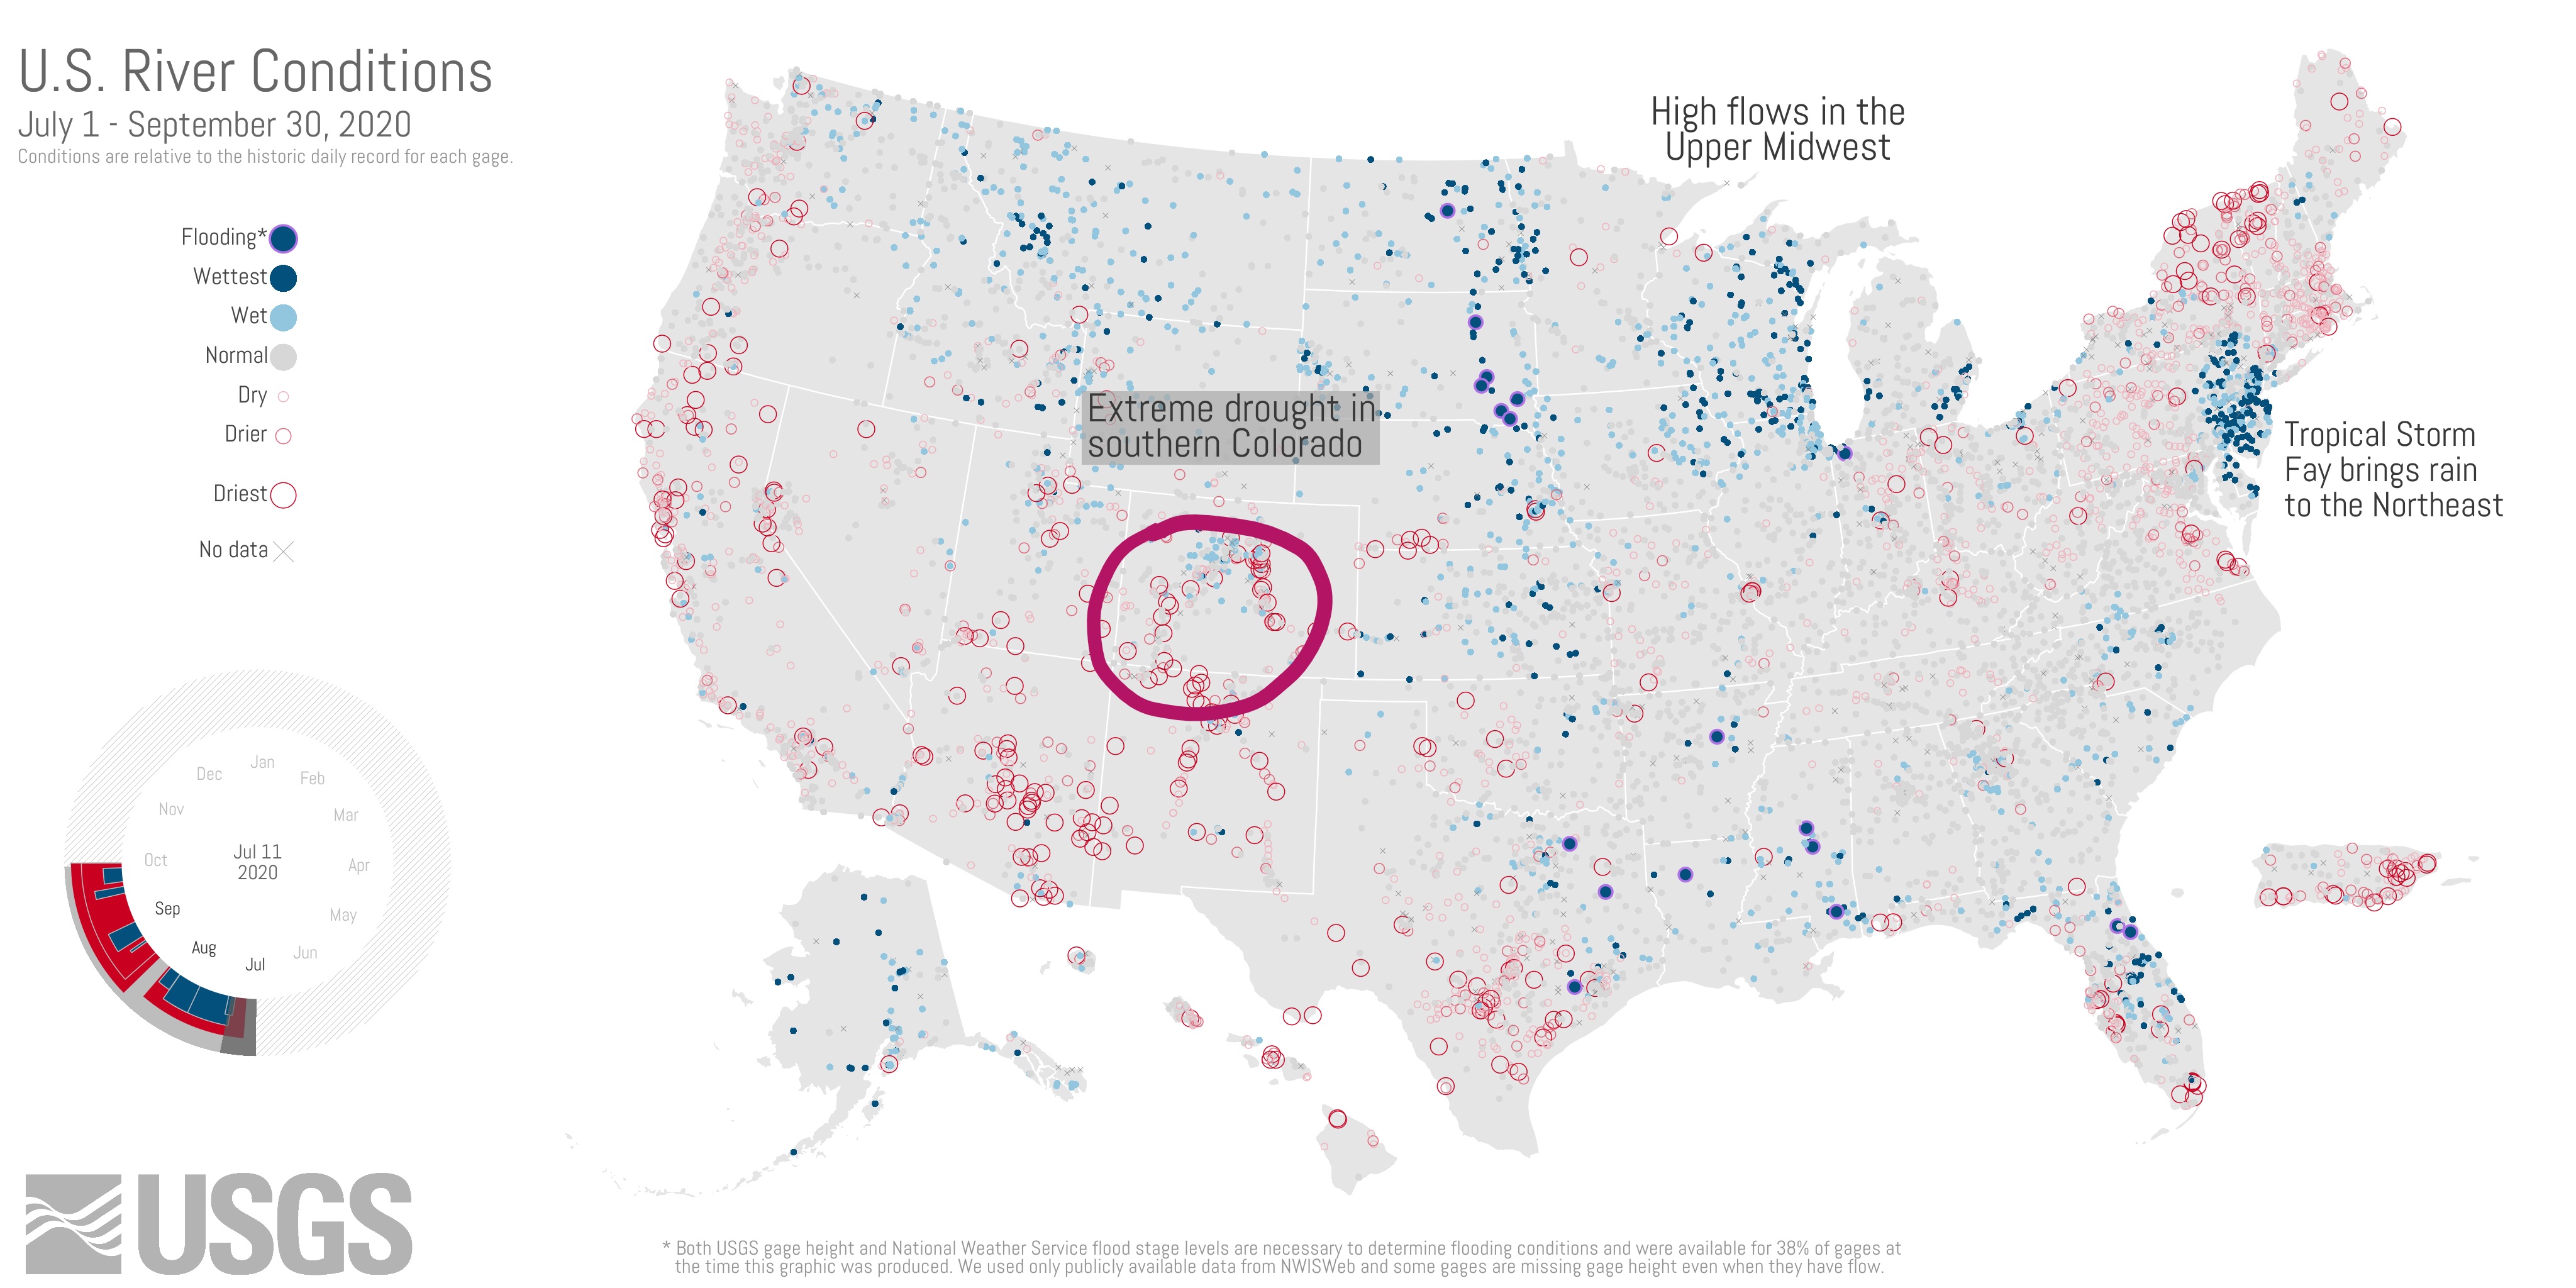 U.S. River Conditions
July 1 - September 30, 2020
Conditions are relative to the historic daily record for each gage.
Flooding*
Wettest
Wet
Normal
Dry
Drier
Driest
No data
High flows in the
Upper Midwest
Extreme drought in
southern Colorado
Tropical Storm
Fay brings rain
to the Northeast
Jan
Feb
Mar
Apr
May
Jun
Jul
Aug
Sep
Oct
Nov
Dec
Jul 11
2020
USGS
* Both USGS gage height and National Weather Service flood stage levels are necessary to determine flooding conditions and were available for 38% of gages at
the time this graphic was produced. We used only publicly available data from NWISWeb and some gages are missing gage height even when they have flow.